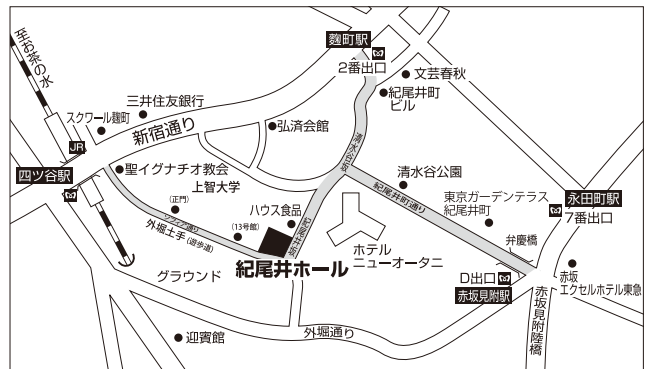 至お茶の水
麴町駅
2番出口
文芸春秋
紀尾井町
ビル
三井住友銀行
スクワール麹町
新宿通り
弘済会館
JR
四ツ谷駅
聖イグナチオ教会
上智大学
清水谷坂
清水谷公園
紀尾井町通り
東京ガーデンテラス
紀尾井町
永田町駅
7番出口
(正門)
ソフィア通り
外堀土手(遊歩道)
(13号館)
ハウス食品
紀尾井坂
紀尾井ホール
ホテル
ニューオータニ
弁慶橋
D出口
赤坂見附駅
赤坂
エクセルホテル東急
赤坂見附陸橋
グラウンド
外堀通り
迎賓館